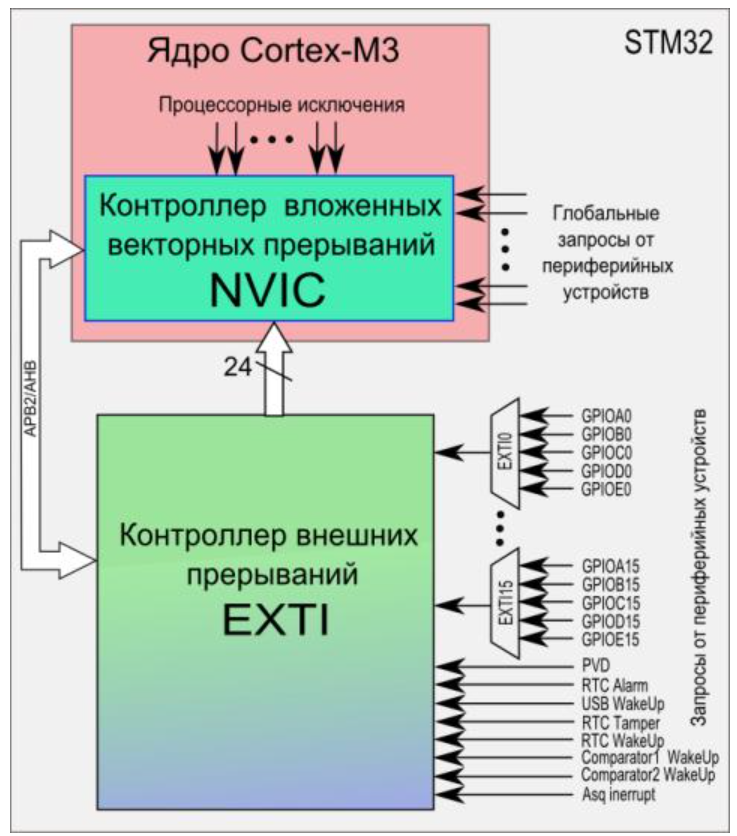 STM32
Ядро Cortex-M3
Процессорные исключения
Контроллер вложенных
векторных прерываний
NVIC
Глобальные
запросы от
периферийных
устройств
24
APB2/AHB
Контроллер внешних
прерываний
EXTI
EXTI0
GPIOA0
GPIOB0
GPIOC0
GPIOD0
GPIOE0
EXTI15
GPIOA15
GPIOB15
GPIOC15
GPIOD15
GPIOE15
PVD
RTC Alarm
USB WakeUp
RTC Tamper
RTC WakeUp
Comparator1 WakeUp
Comparator2 WakeUp
Asq inerrupt
Запросы от периферийных устройств